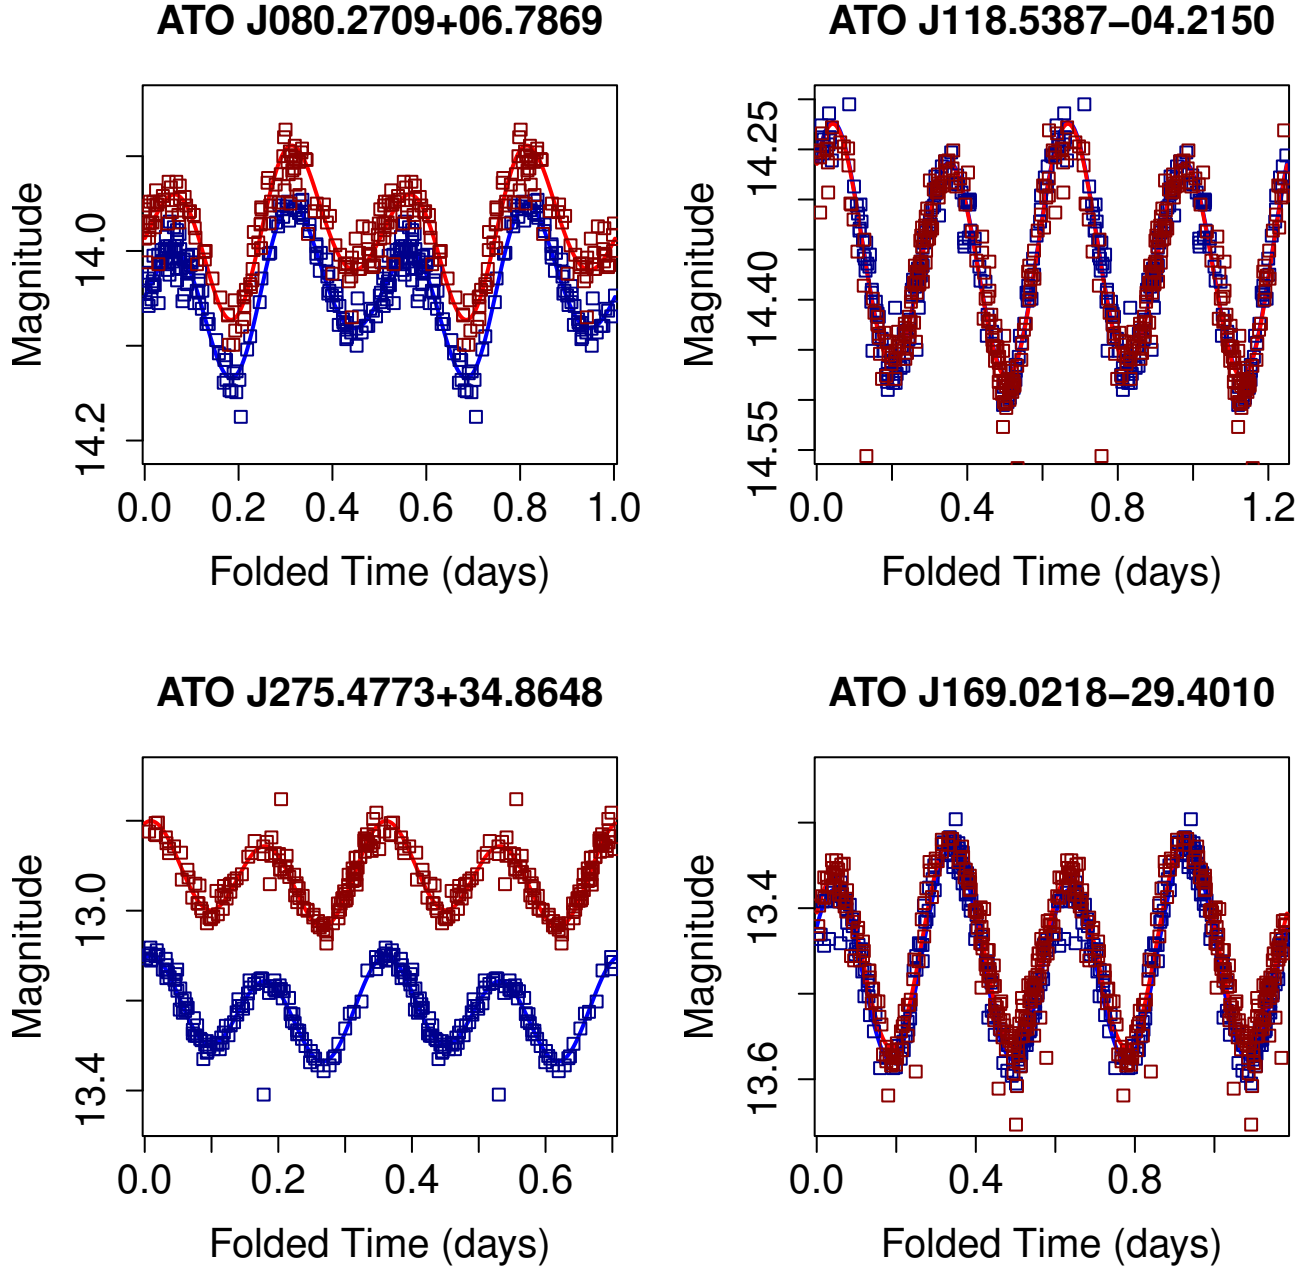 ATO J080.2709+06.7869
Magnitude
14.0
14.2
0.0 0.2 0.4 0.6 0.8 1.0
Folded Time (days)
ATO J118.5387−04.2150
Magnitude
14.25
14.40
14.55
0.0 0.4 0.8 1.2
Folded Time (days)
ATO J275.4773+34.8648
Magnitude
13.0
13.4
0.0 0.2 0.4 0.6
Folded Time (days)
ATO J169.0218−29.4010
Magnitude
13.4
13.6
0.0 0.4 0.8
Folded Time (days)